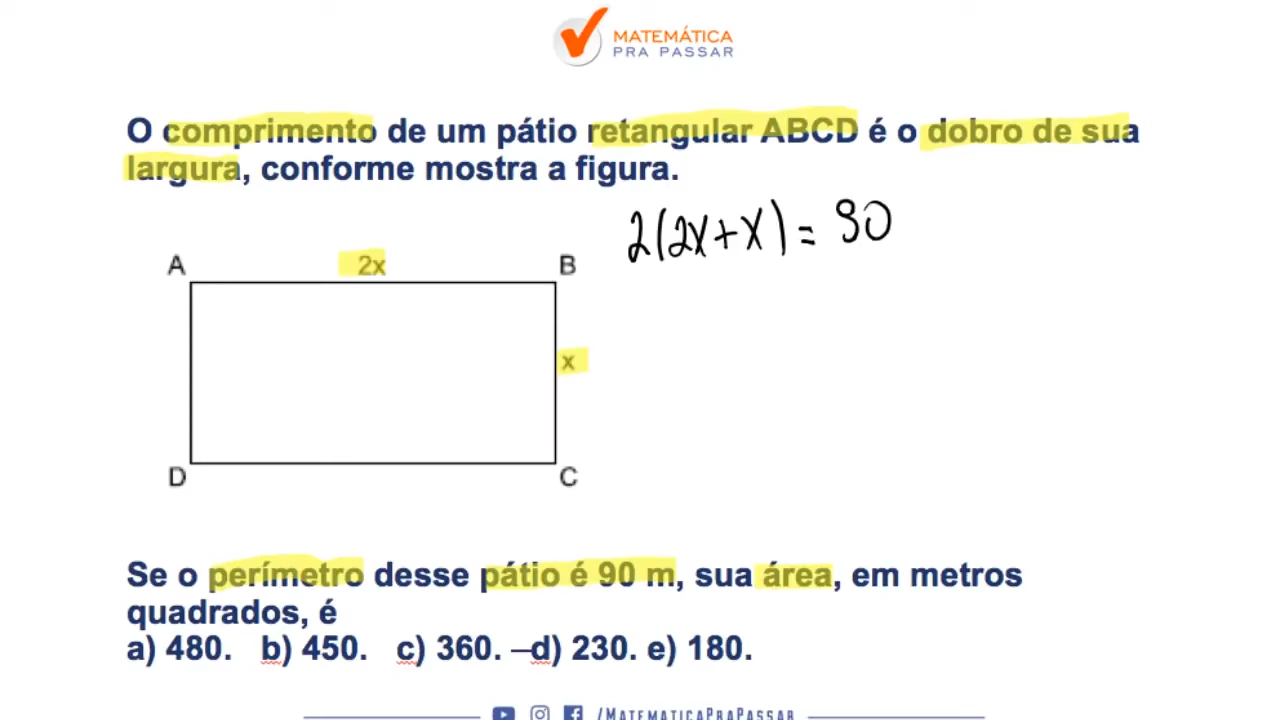 MATEMÁTICA
PRA PASSAR
O comprimento de um pátio retangular ABCD é o dobro de sua
largura, conforme mostra a figura.
2(2x+x) = 90
A 2x B
x
D C
Se o perímetro desse pátio é 90 m, sua área, em metros
quadrados, é
a) 480. b) 450. c) 360. –d) 230. e) 180.
/MATEMATICAPRAPASSAR